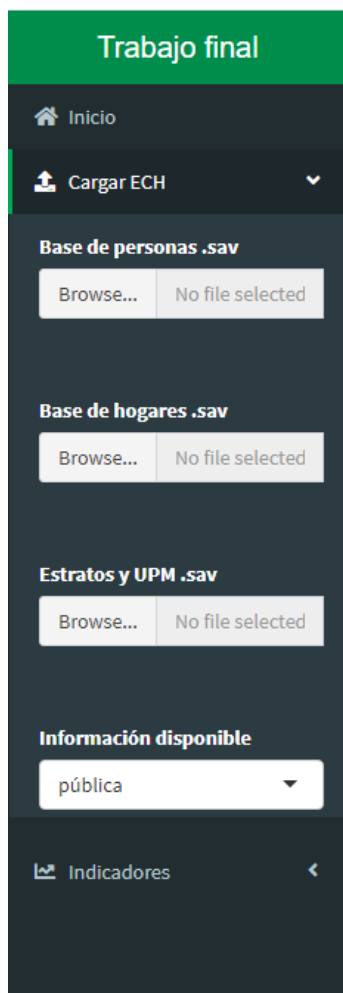 Trabajo final
Inicio
Cargar ECH
Base de personas .sav
Browse... No file selected
Base de hogares .sav
Browse... No file selected
Estratos y UPM .sav
Browse... No file selected
Información disponible
pública
Indicadores